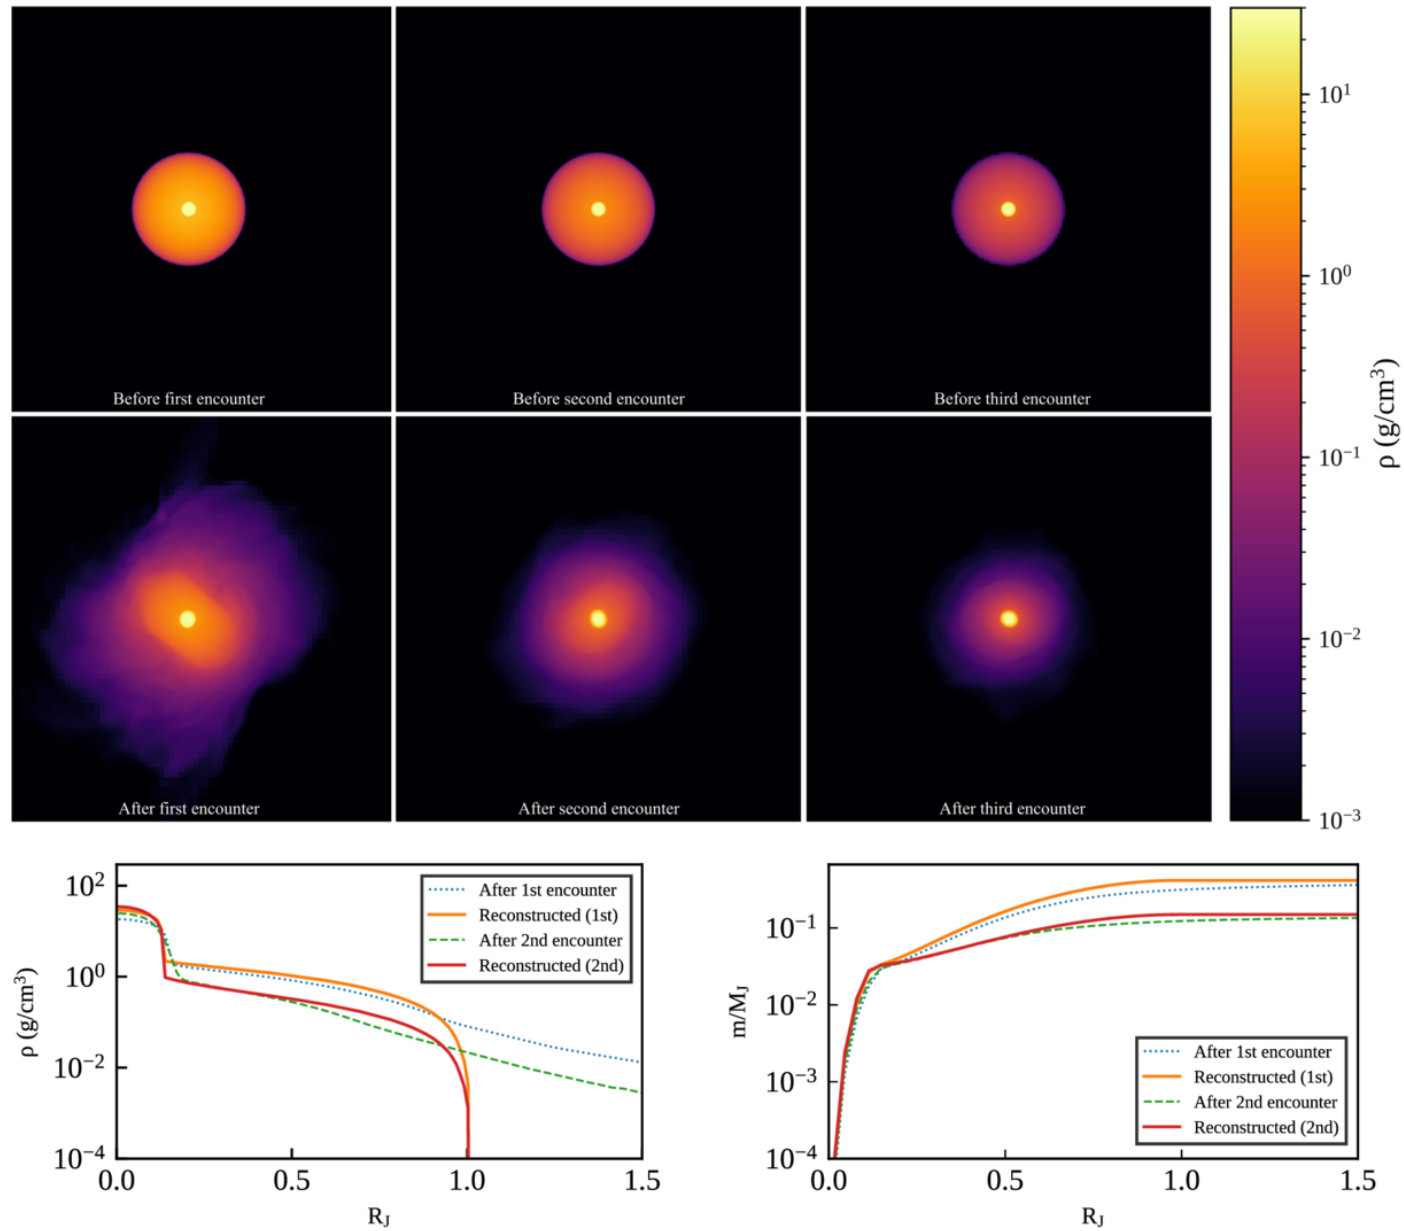 Before first encounter
Before second encounter
Before third encounter
After first encounter
After second encounter
After third encounter
10¹
10⁰
10⁻¹
10⁻²
10⁻³
ρ (g/cm³)
10²
10⁰
10⁻²
10⁻⁴
ρ (g/cm³)
0.0
0.5
1.0
1.5
R_J
After 1st encounter
Reconstructed (1st)
After 2nd encounter
Reconstructed (2nd)
10⁻¹
10⁻²
10⁻³
10⁻⁴
m/M_J
0.0
0.5
1.0
1.5
R_J
After 1st encounter
Reconstructed (1st)
After 2nd encounter
Reconstructed (2nd)